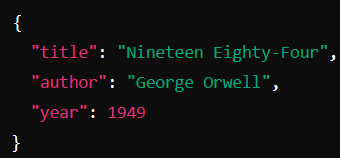 {
  "title": "Nineteen Eighty-Four",
  "author": "George Orwell",
  "year": 1949
}